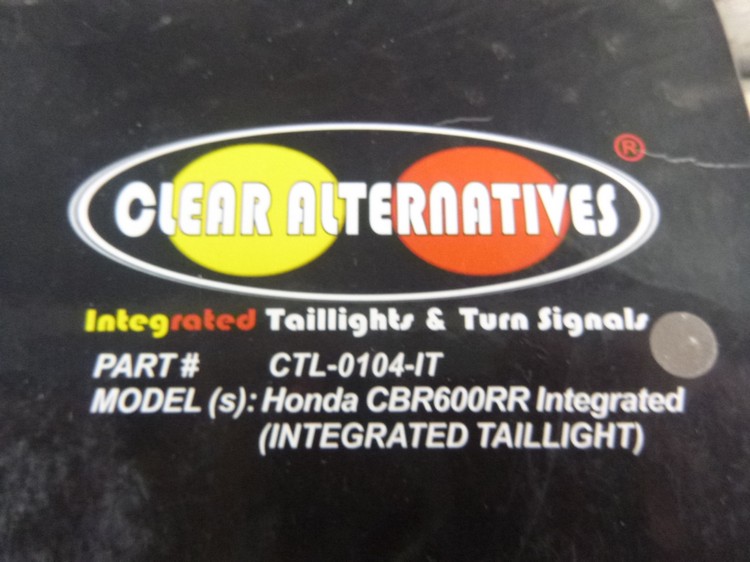 CLEAR ALTERNATIVES ®
Integrated Taillights & Turn Signals
PART # CTL-0104-IT
MODEL (s): Honda CBR600RR Integrated
(INTEGRATED TAILLIGHT)